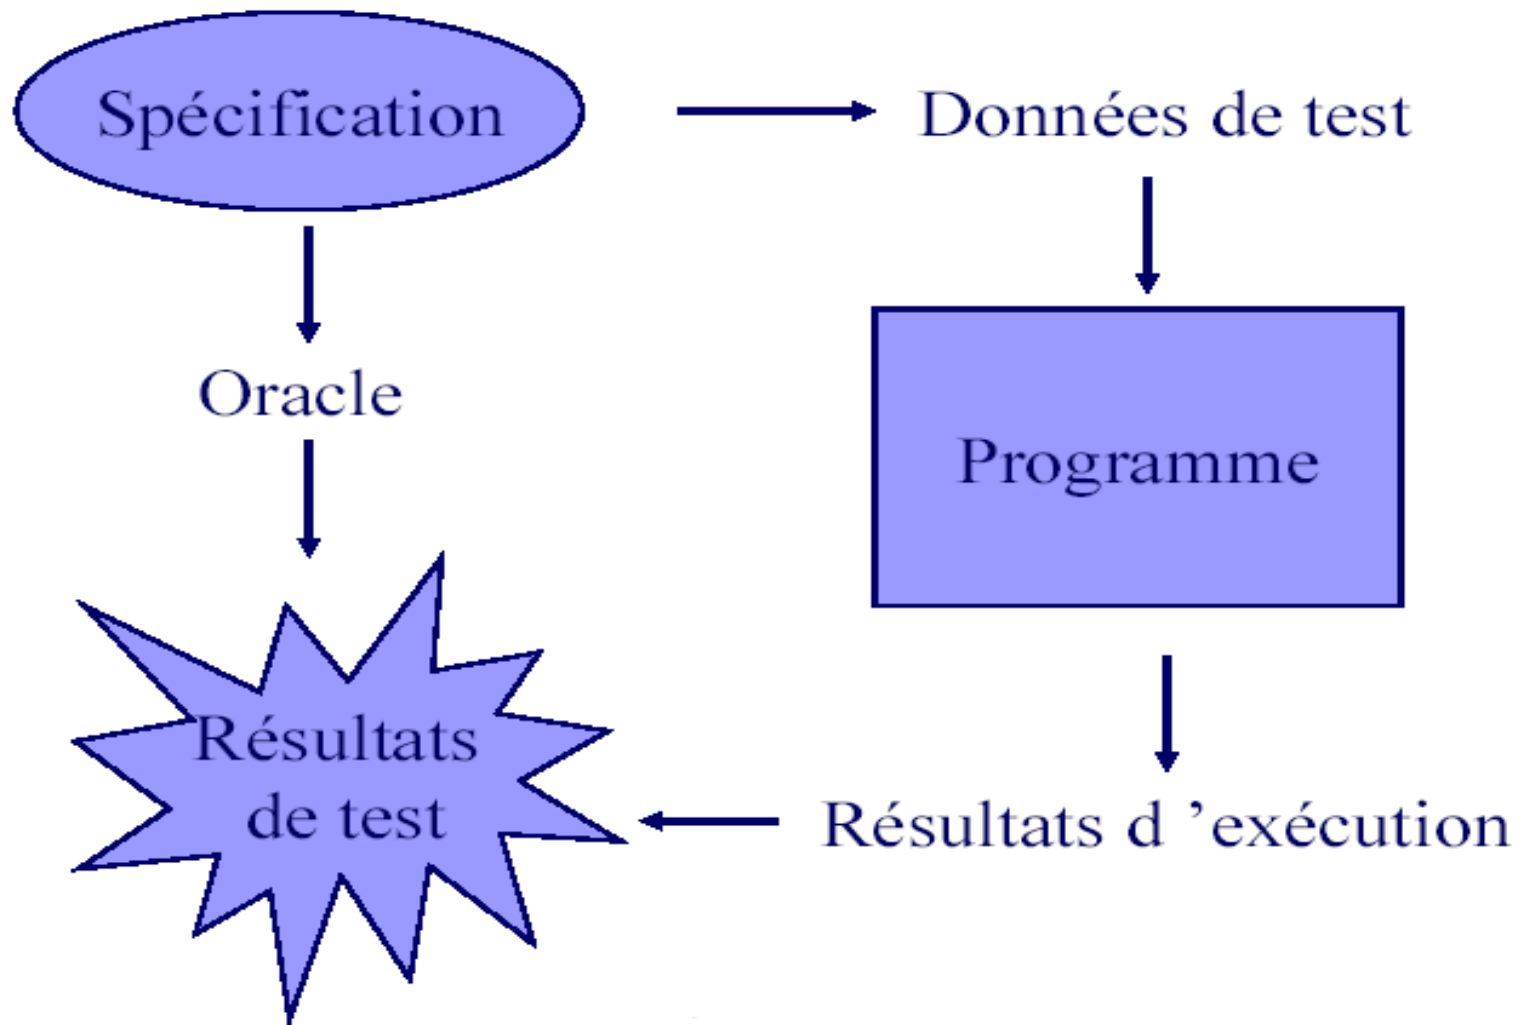 Spécification
Données de test
Oracle
Programme
Résultats
de test
Résultats d ’exécution